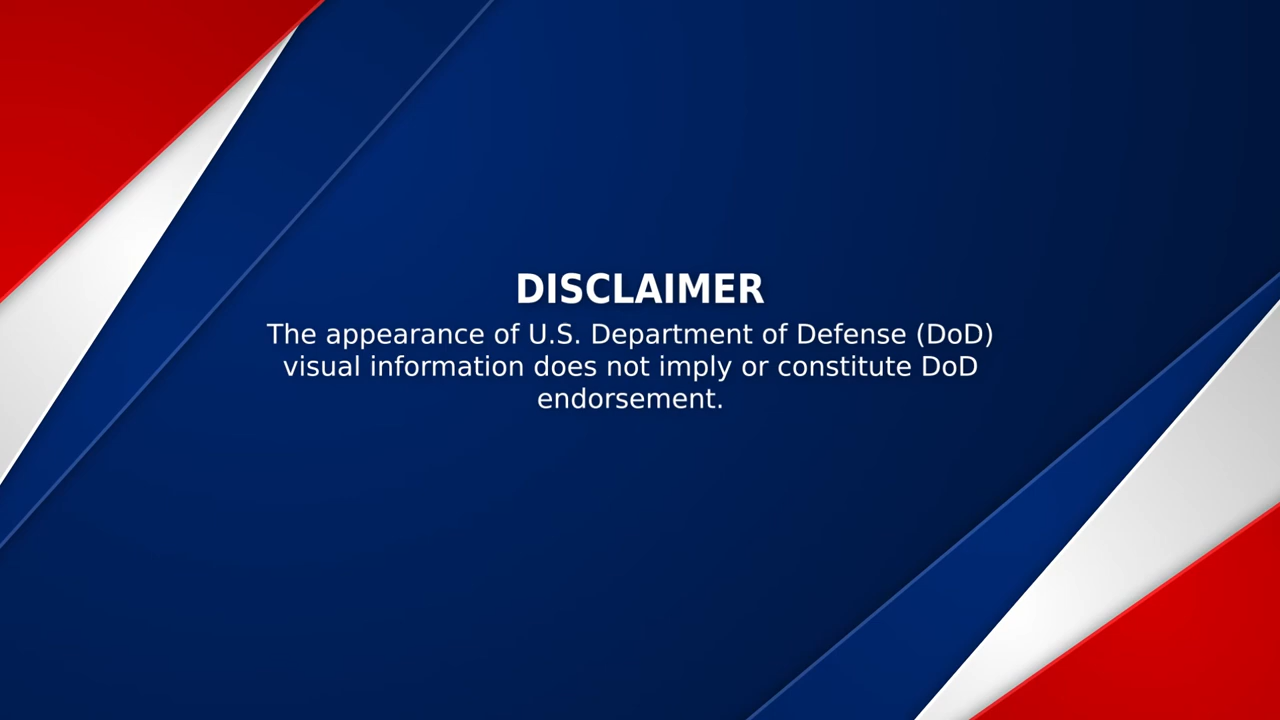 DISCLAIMER
The appearance of U.S. Department of Defense (DoD)
visual information does not imply or constitute DoD
endorsement.